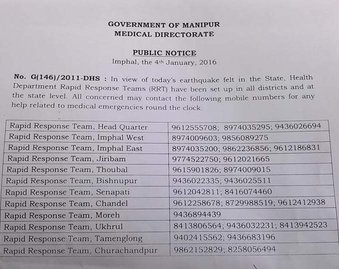 GOVERNMENT OF MANIPUR
MEDICAL DIRECTORATE
PUBLIC NOTICE
Imphal, the 4th January, 2016
No. G(146)/2011-DHS : In view of today's earthquake felt in the State, Health
Department Rapid Response Teams (RRT) have been set up in all districts and at
the state level. All concerned may contact the following mobile numbers for any
help related to medical emergencies round the clock.
Rapid Response Team, Head Quarter 9612555708; 8974035295; 9436026694
Rapid Response Team, Imphal West 8974009603; 9856089275
Rapid Response Team, Imphal East 8974035200; 9862236856; 9612186831
Rapid Response Team, Jiribam 9774522750; 9612021665
Rapid Response Team, Thoubal 9615901826; 8974009015
Rapid Response Team, Bishnupur 9436022335; 9436025511
Rapid Response Team, Senapati 9612042811; 8416074460
Rapid Response Team, Chandel 9612258678; 8729988519; 9612412938
Rapid Response Team, Moreh 9436894439
Rapid Response Team, Ukhrul 8413806564; 9436032231; 8413942523
Rapid Response Team, Tamenglong 9402415562; 9436683196
Rapid Response Team, Churachandpur 9862152829; 8258056494